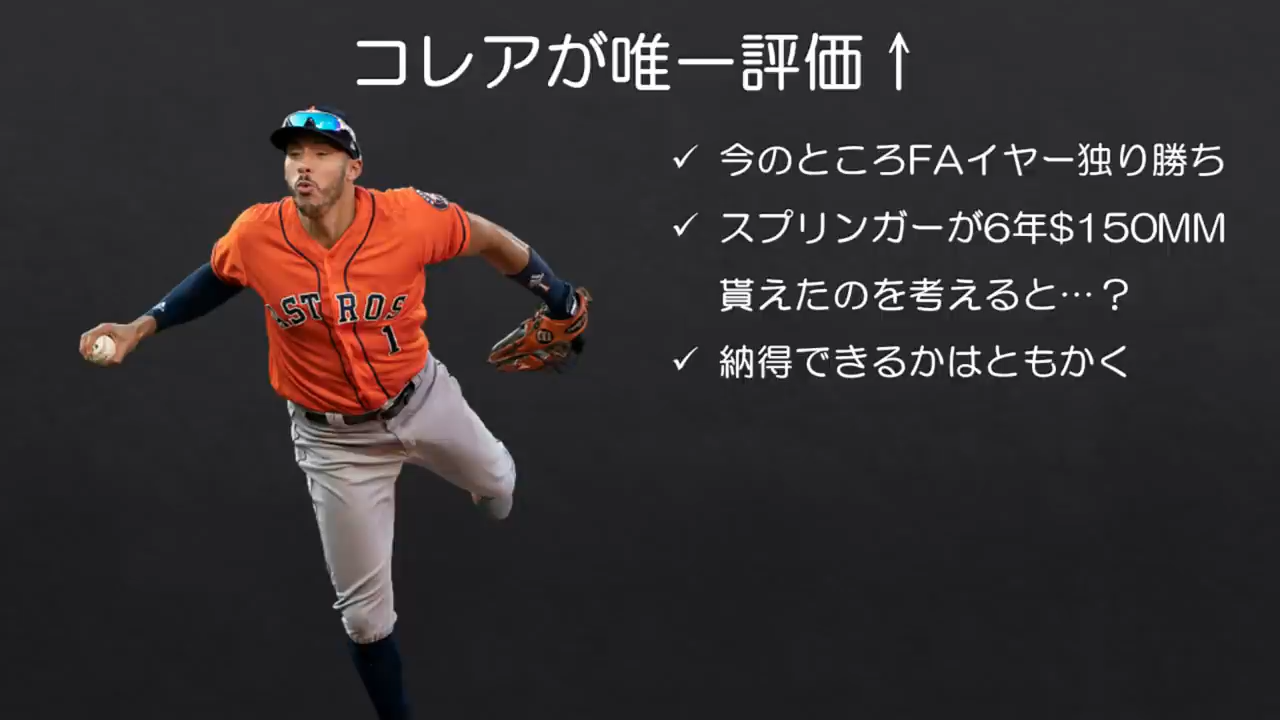 コレアが唯一評価↑
✓ 今のところFAイヤー独り勝ち
✓ スプリンガーが6年$150MM
貰えたのを考えると…？
✓ 納得できるかはともかく
ASTROS
1